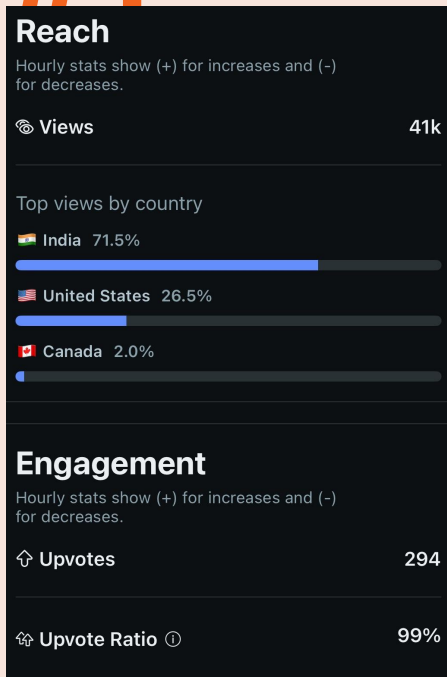 Reach
Hourly stats show (+) for increases and (-)
for decreases.
Views 41k
Top views by country
India 71.5%
United States 26.5%
Canada 2.0%
Engagement
Hourly stats show (+) for increases and (-)
for decreases.
Upvotes 294
Upvote Ratio 99%